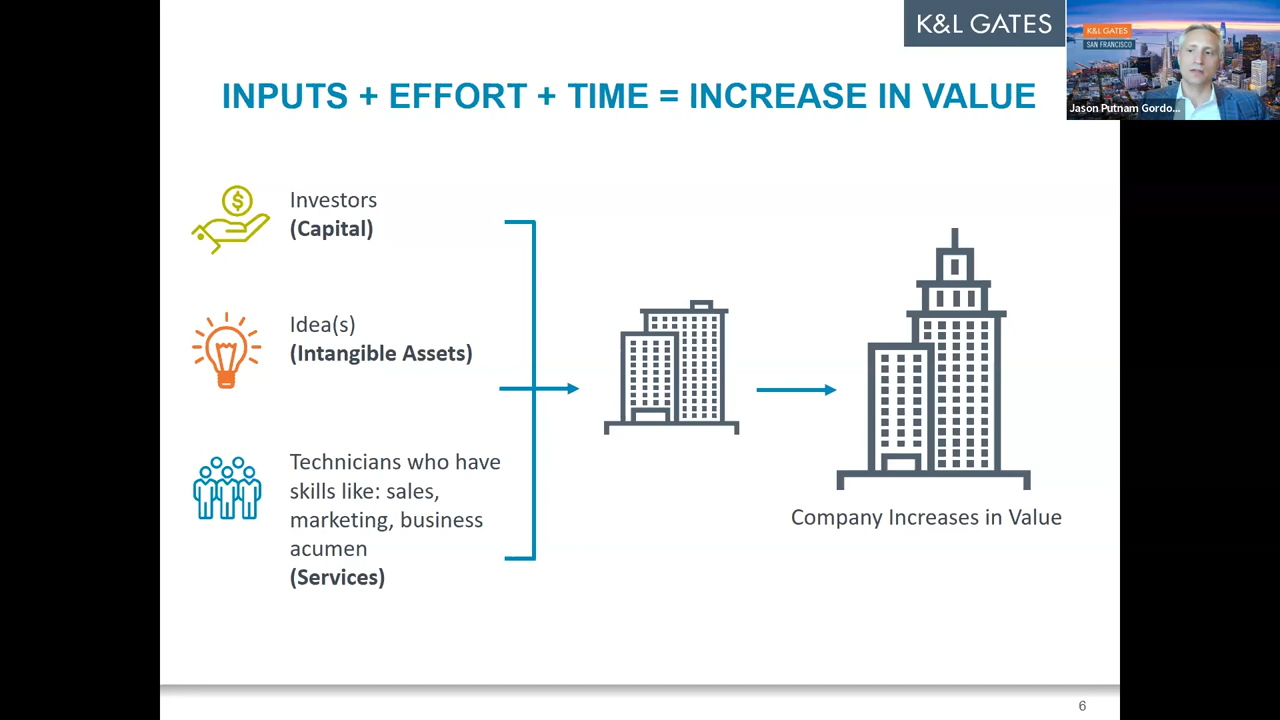 K&L GATES
K&L GATES
SAN FRANCISCO
Jason Putnam Gordo...
INPUTS + EFFORT + TIME = INCREASE IN VALUE
$
Investors
(Capital)
Idea(s)
(Intangible Assets)
Technicians who have
skills like: sales,
marketing, business
acumen
(Services)
Company Increases in Value
6